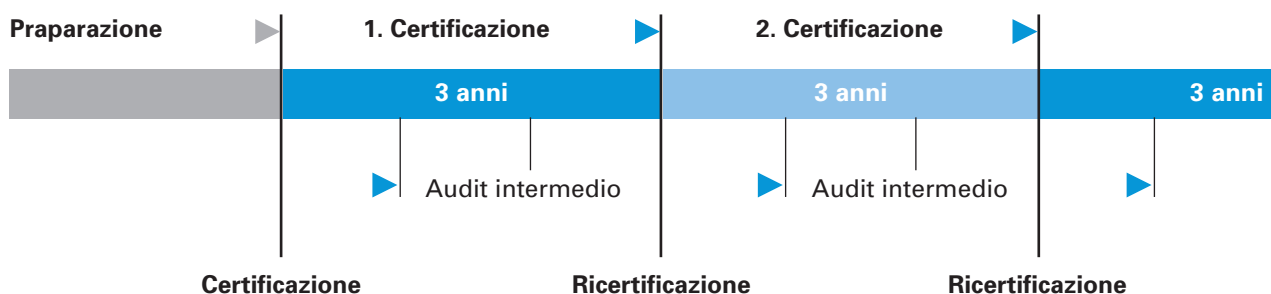 Praparazione 1. Certificazione 2. Certificazione
3 anni 3 anni 3 anni
Audit intermedio Audit intermedio
Certificazione Ricertificazione Ricertificazione